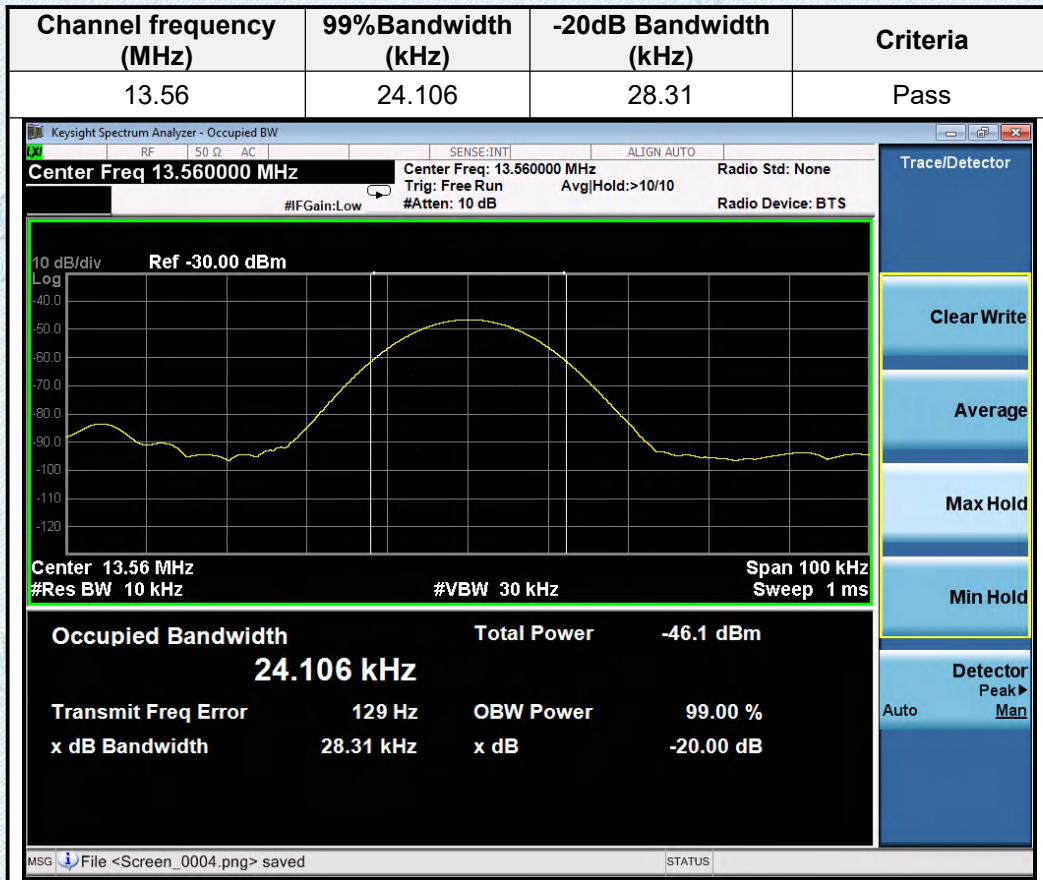 Channel frequency (MHz) 99%Bandwidth (kHz) -20dB Bandwidth (kHz) Criteria
13.56 24.106 28.31 Pass
Keysight Spectrum Analyzer - Occupied BW
LXI RF 50 Ω AC SENSE:INT ALIGN AUTO
Center Freq 13.560000 MHz
Center Freq: 13.560000 MHz Radio Std: None
Trig: Free Run Avg|Hold:>10/10
#IFGain:Low #Atten: 10 dB Radio Device: BTS
10 dB/div Ref -30.00 dBm
Log
-40.0
-50.0
-60.0
-70.0
-80.0
-90.0
-100
-110
-120
Center 13.56 MHz Span 100 kHz
#Res BW 10 kHz #VBW 30 kHz Sweep 1 ms
Occupied Bandwidth Total Power -46.1 dBm
24.106 kHz
Transmit Freq Error 129 Hz OBW Power 99.00 %
x dB Bandwidth 28.31 kHz x dB -20.00 dB
MSG File <Screen_0004.png> saved STATUS
Trace/Detector
Clear Write
Average
Max Hold
Min Hold
Detector
Peak▶
Auto Man